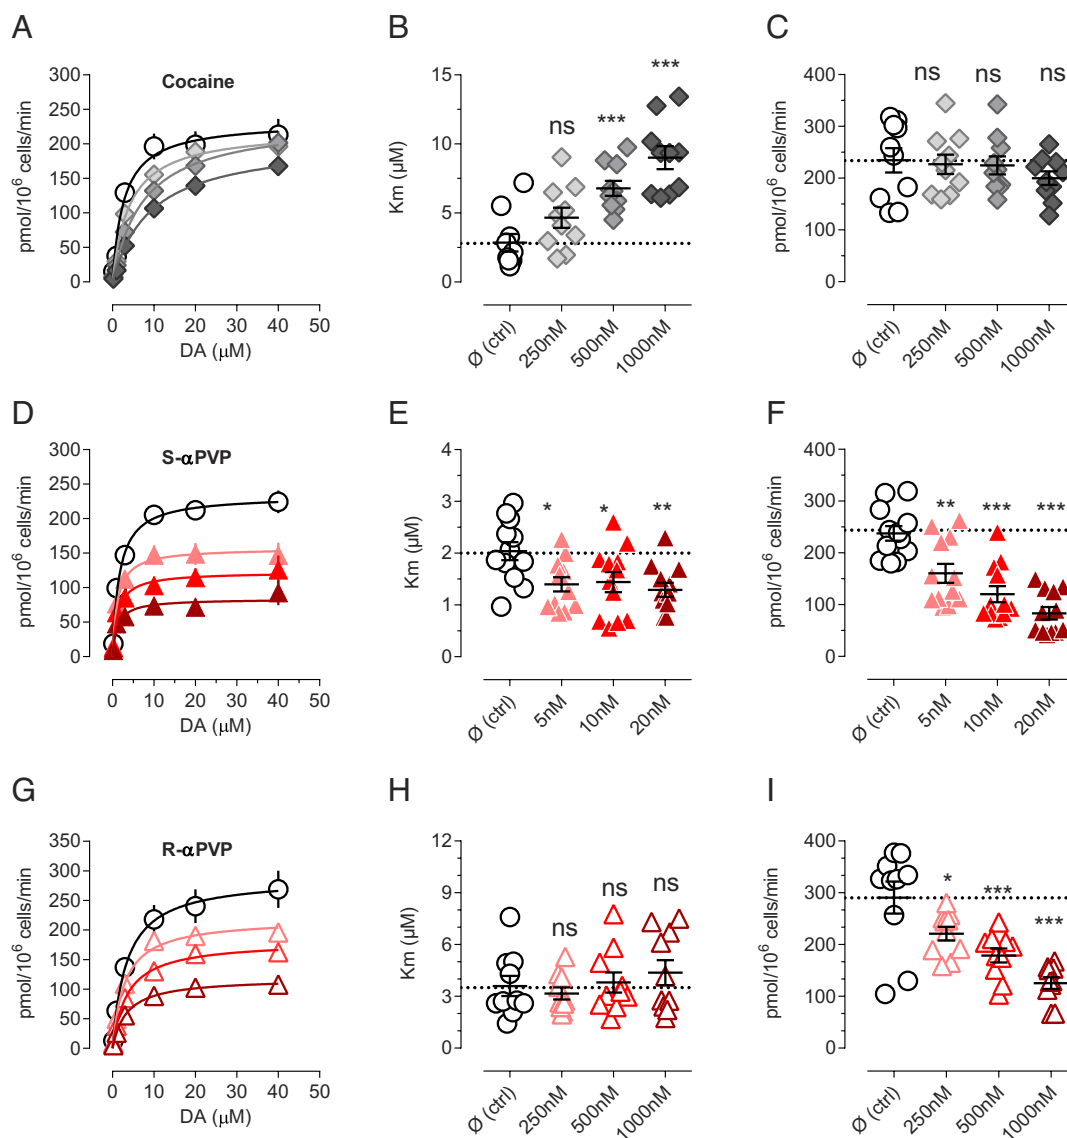 A
B
C
Cocaine
pmol/10⁶ cells/min
300
250
200
150
100
50
0
0 10 20 30 40 50
DA (μM)
Km (μM)
15
10
5
0
ns
***
***
Ø (ctrl)
250nM
500nM
1000nM
pmol/10⁶ cells/min
400
300
200
100
0
ns
ns
ns
Ø (ctrl)
250nM
500nM
1000nM
D
E
F
S-αPVP
pmol/10⁶ cells/min
300
250
200
150
100
50
0
0 10 20 30 40 50
DA (μM)
Km (μM)
4
3
2
1
0
*
*
**
Ø (ctrl)
5nM
10nM
20nM
pmol/10⁶ cells/min
400
300
200
100
0
**
***
***
Ø (ctrl)
5nM
10nM
20nM
G
H
I
R-αPVP
pmol/10⁶ cells/min
350
300
250
200
150
100
50
0
0 10 20 30 40 50
DA (μM)
Km (μM)
12
9
6
3
0
ns
ns
ns
Ø (ctrl)
250nM
500nM
1000nM
pmol/10⁶ cells/min
400
300
200
100
0
*
***
***
Ø (ctrl)
250nM
500nM
1000nM